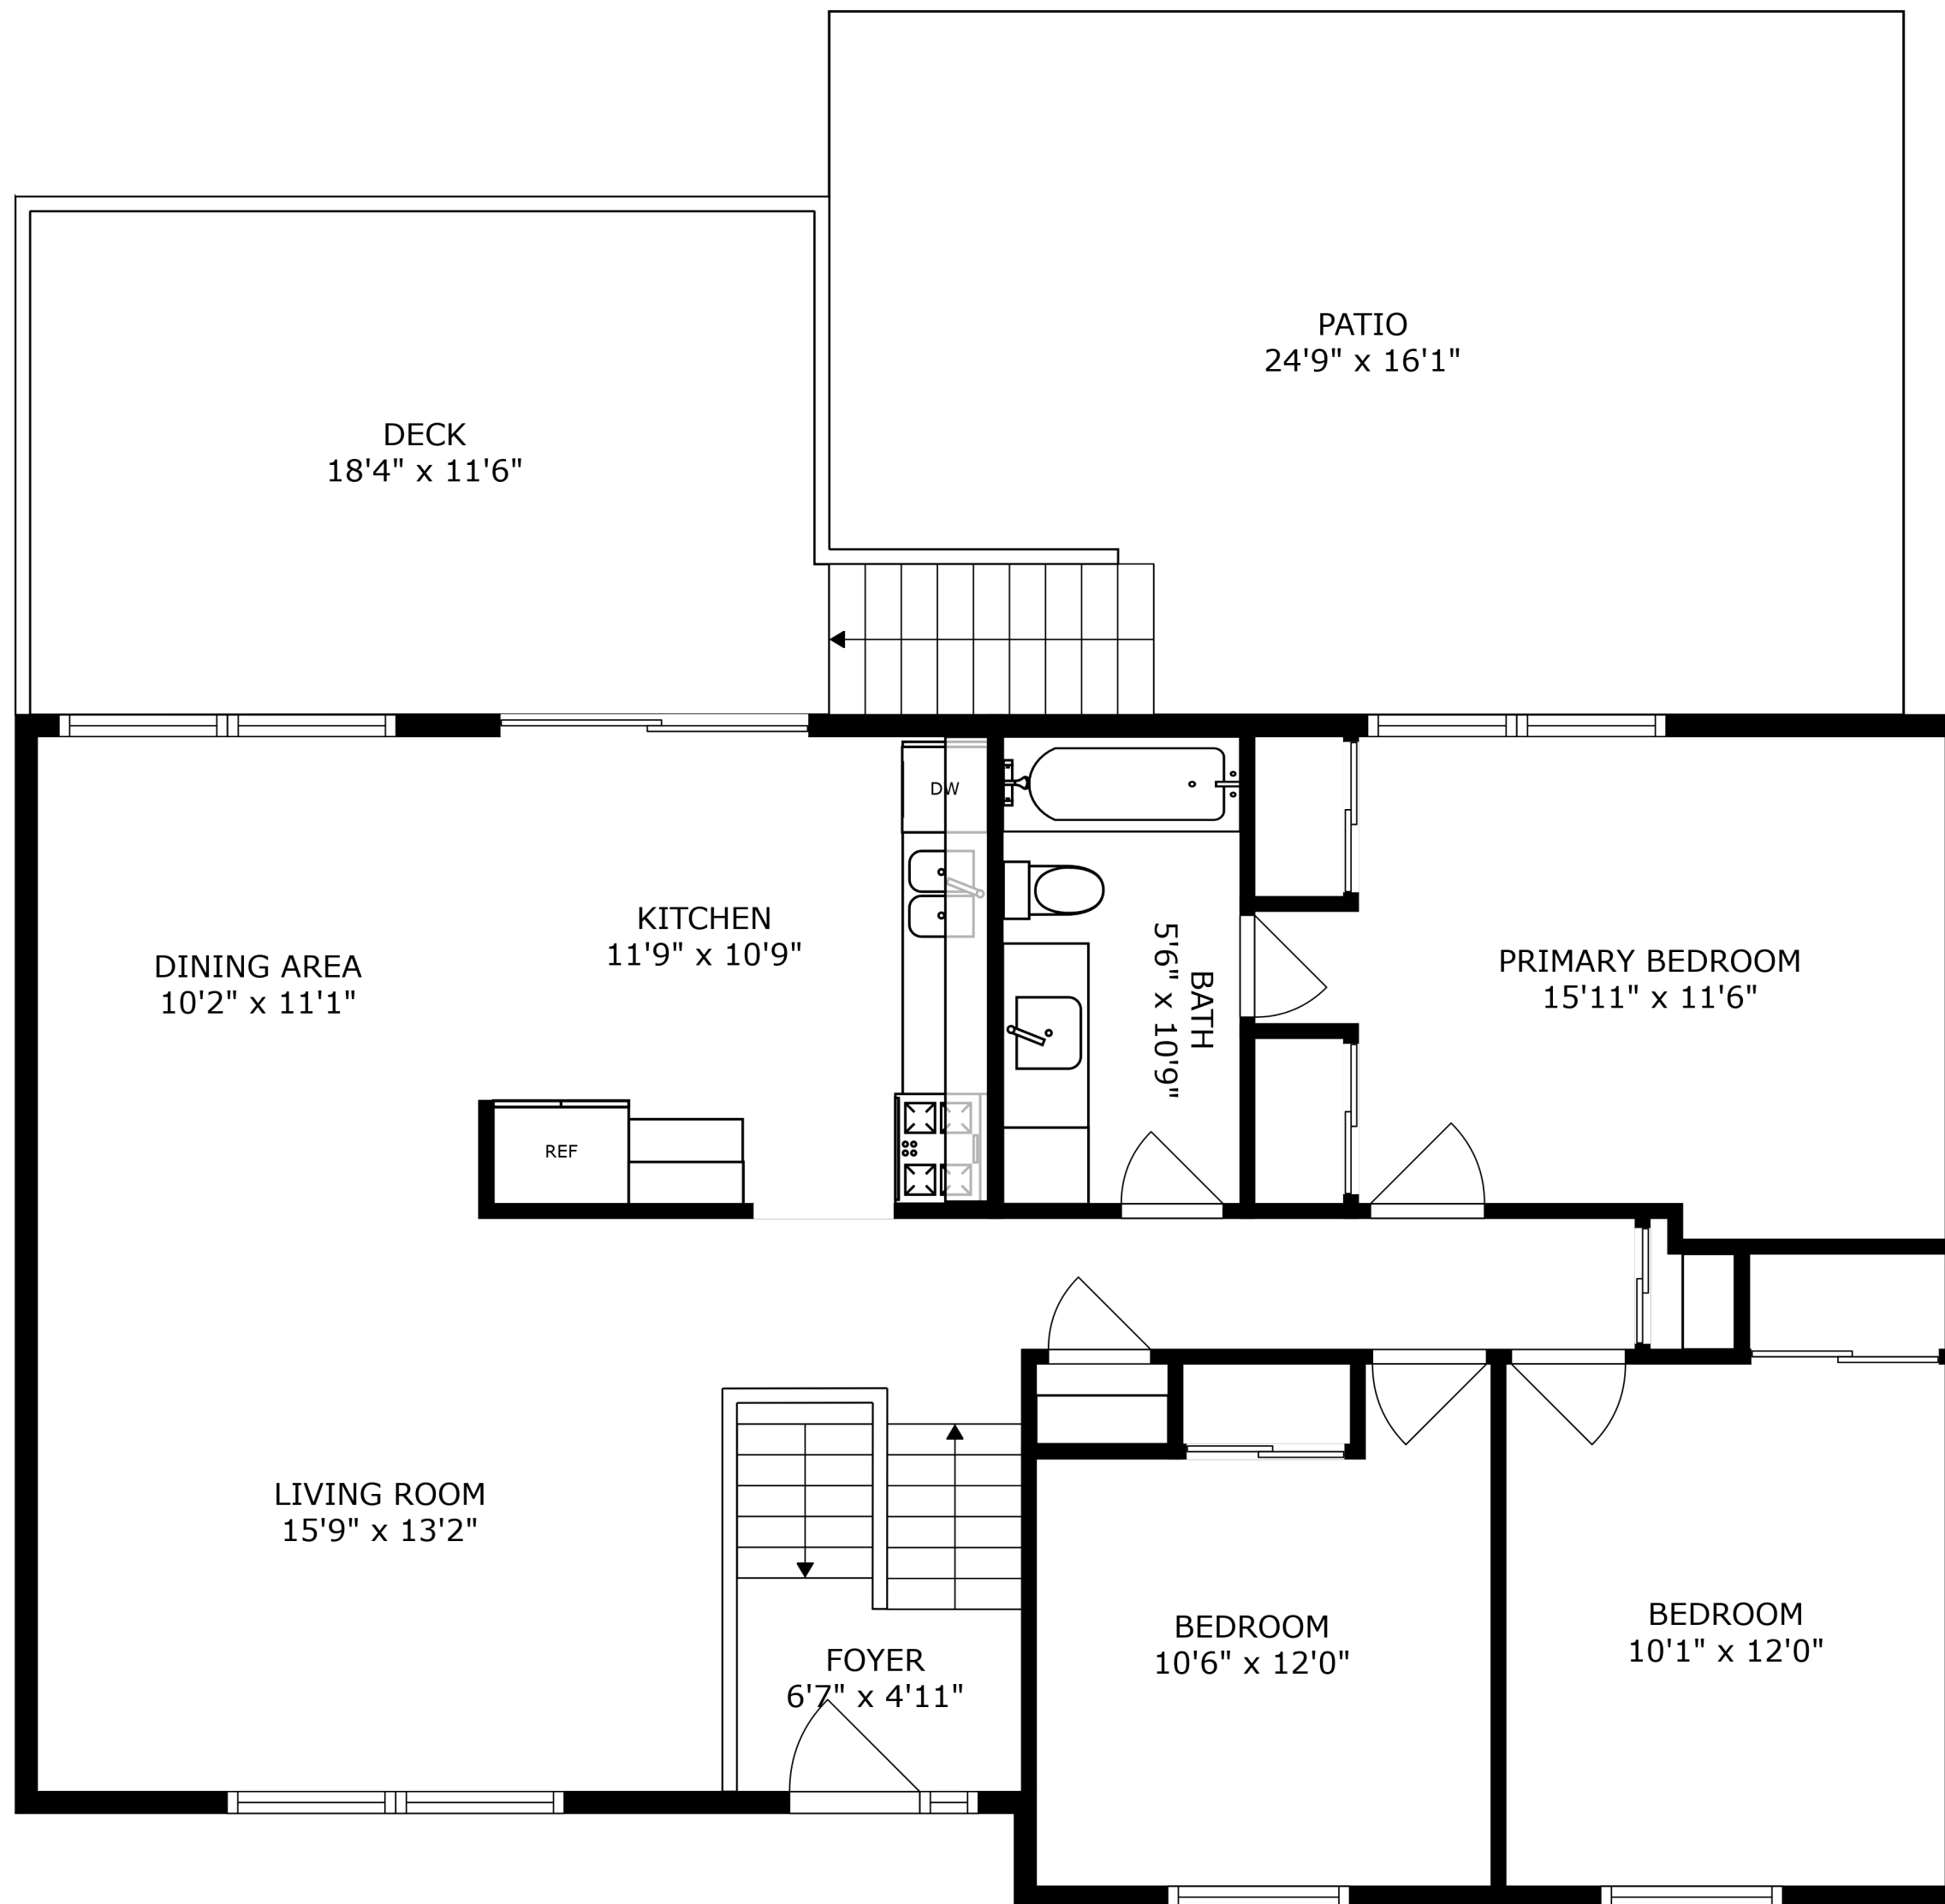 PATIO
24'9" x 16'1"
DECK
18'4" x 11'6"
DW
KITCHEN
11'9" x 10'9"
DINING AREA
10'2" x 11'1"
BATH
5'6" x 10'9"
PRIMARY BEDROOM
15'11" x 11'6"
REF
LIVING ROOM
15'9" x 13'2"
FOYER
6'7" x 4'11"
BEDROOM
10'6" x 12'0"
BEDROOM
10'1" x 12'0"